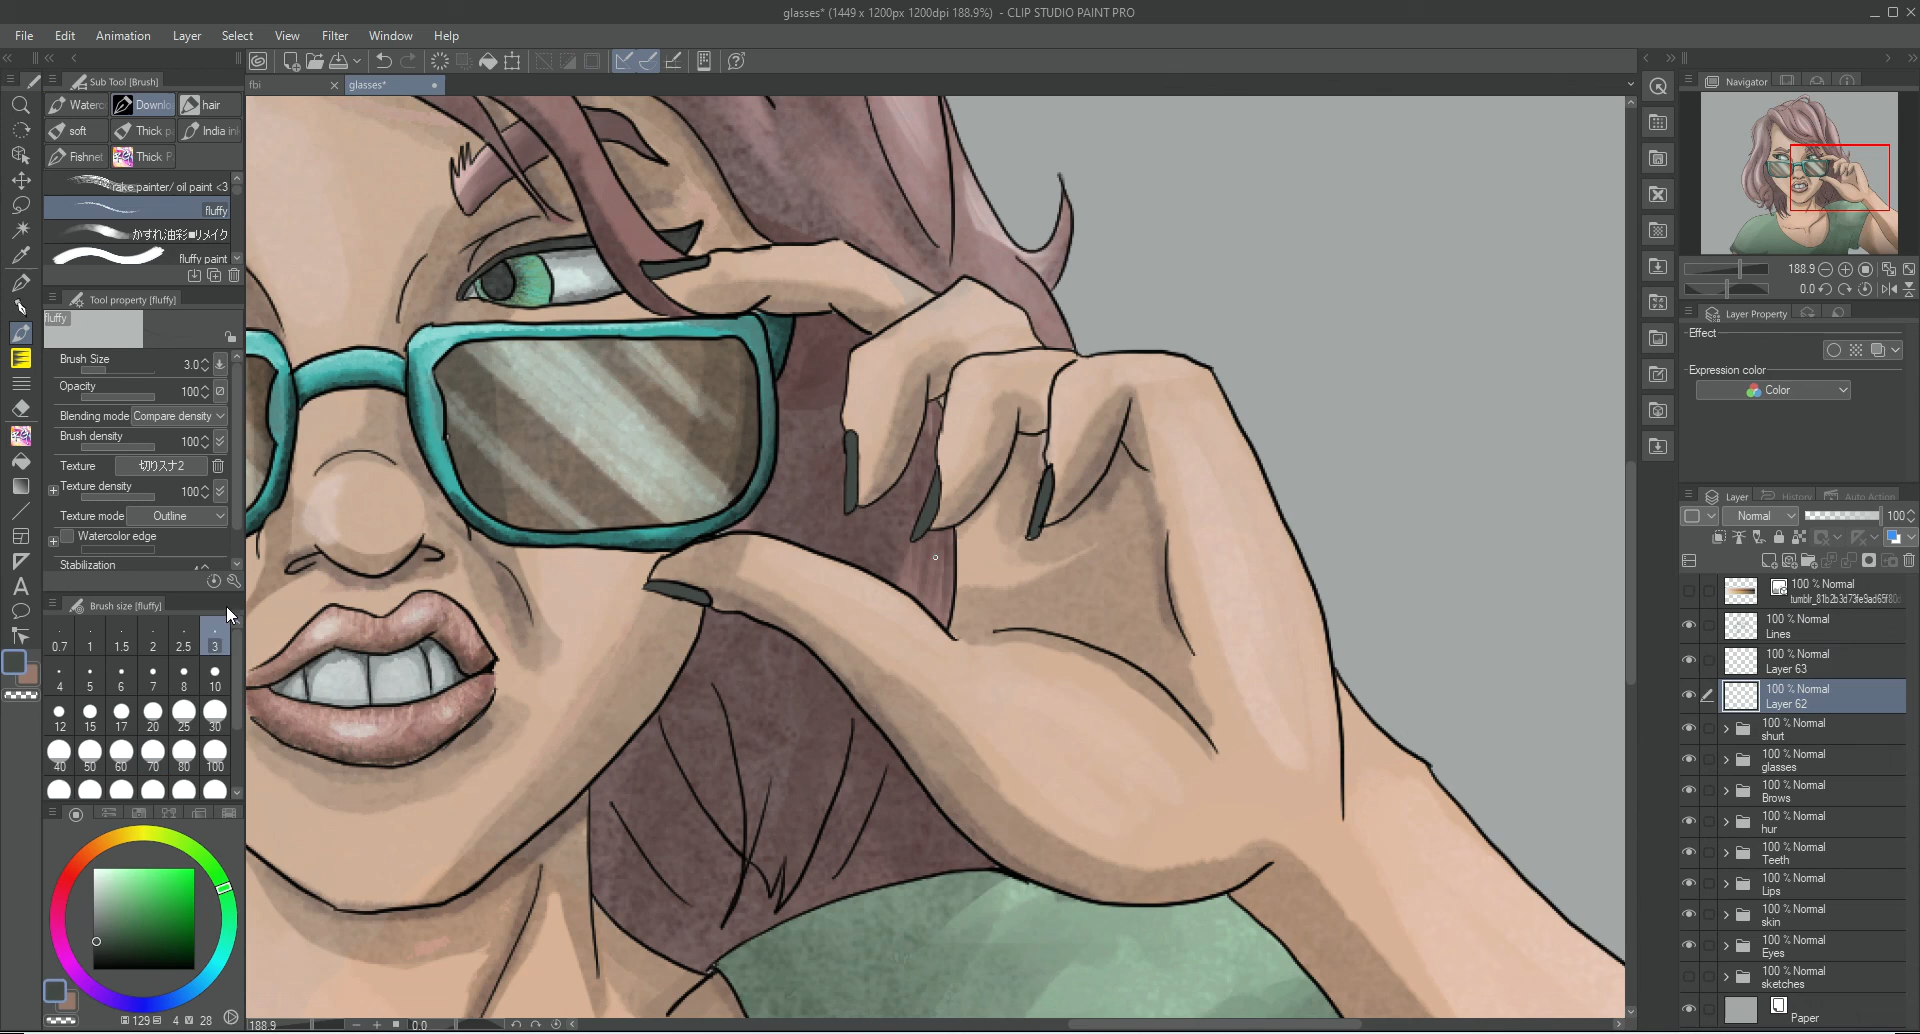 glasses* (1449 x 1200px 1200dpi 188.9%) - CLIP STUDIO PAINT PRO
File Edit Animation Layer Select View Filter Window Help
fbi
glasses*
Sub Tool [Brush]
Waterc
Downlo
hair
soft
Thick p
India in
Fishnet
Thick F
rake painter/ oil paint <3
fluffy
かすれ油彩■リメイク
fluffy paint
Tool property [fluffy]
fluffy
Brush Size 3.0
Opacity 100
Blending mode Compare density
Brush density 100
Texture 切りスナ2
Texture density 100
Texture mode Outline
Watercolor edge
Stabilization
Brush size [fluffy]
0.7 1 1.5 2 2.5 3
4 5 6 7 8 10
12 15 17 20 25 30
40 50 60 70 80 100
H 129 S 4 V 28
188.9 0.0
Navigator
188.9
0.0
Layer Property
Effect
Expression color
Color
Layer
History
Auto Action
Normal 100
100 % Normal
tumblr_81b2b3d73fe9ad65f80c
100 % Normal
Lines
100 % Normal
Layer 63
100 % Normal
Layer 62
100 % Normal
shurt
100 % Normal
glasses
100 % Normal
Brows
100 % Normal
hur
100 % Normal
Teeth
100 % Normal
Lips
100 % Normal
skin
100 % Normal
Eyes
100 % Normal
sketches
Paper